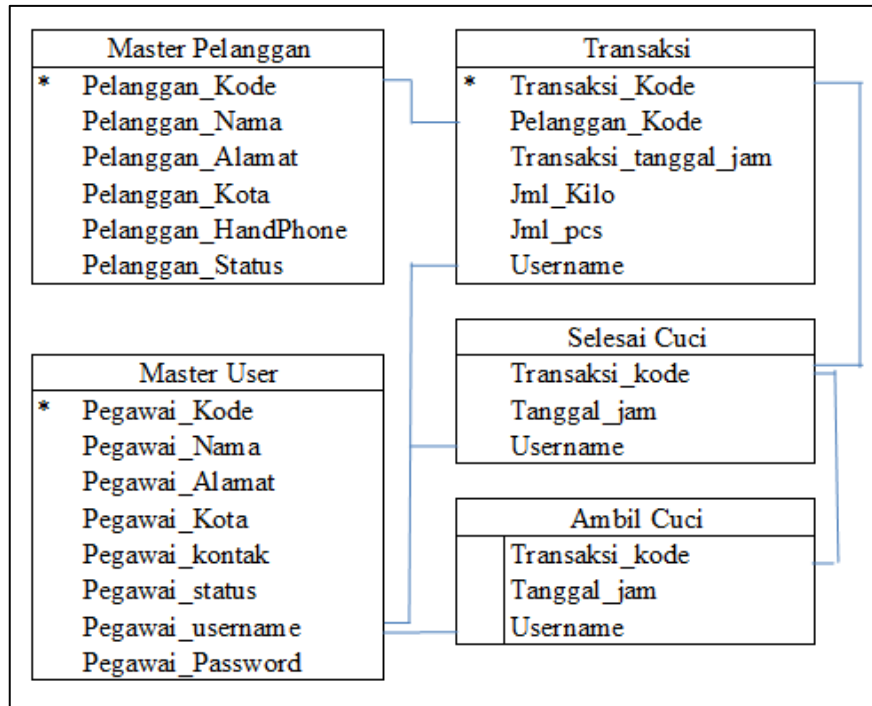 Master Pelanggan
* Pelanggan_Kode
Pelanggan_Nama
Pelanggan_Alamat
Pelanggan_Kota
Pelanggan_HandPhone
Pelanggan_Status
Transaksi
* Transaksi_Kode
Pelanggan_Kode
Transaksi_tanggal_jam
Jml_Kilo
Jml_pcs
Username
Master User
* Pegawai_Kode
Pegawai_Nama
Pegawai_Alamat
Pegawai_Kota
Pegawai_kontak
Pegawai_status
Pegawai_username
Pegawai_Password
Selesai Cuci
Transaksi_kode
Tanggal_jam
Username
Ambil Cuci
Transaksi_kode
Tanggal_jam
Username